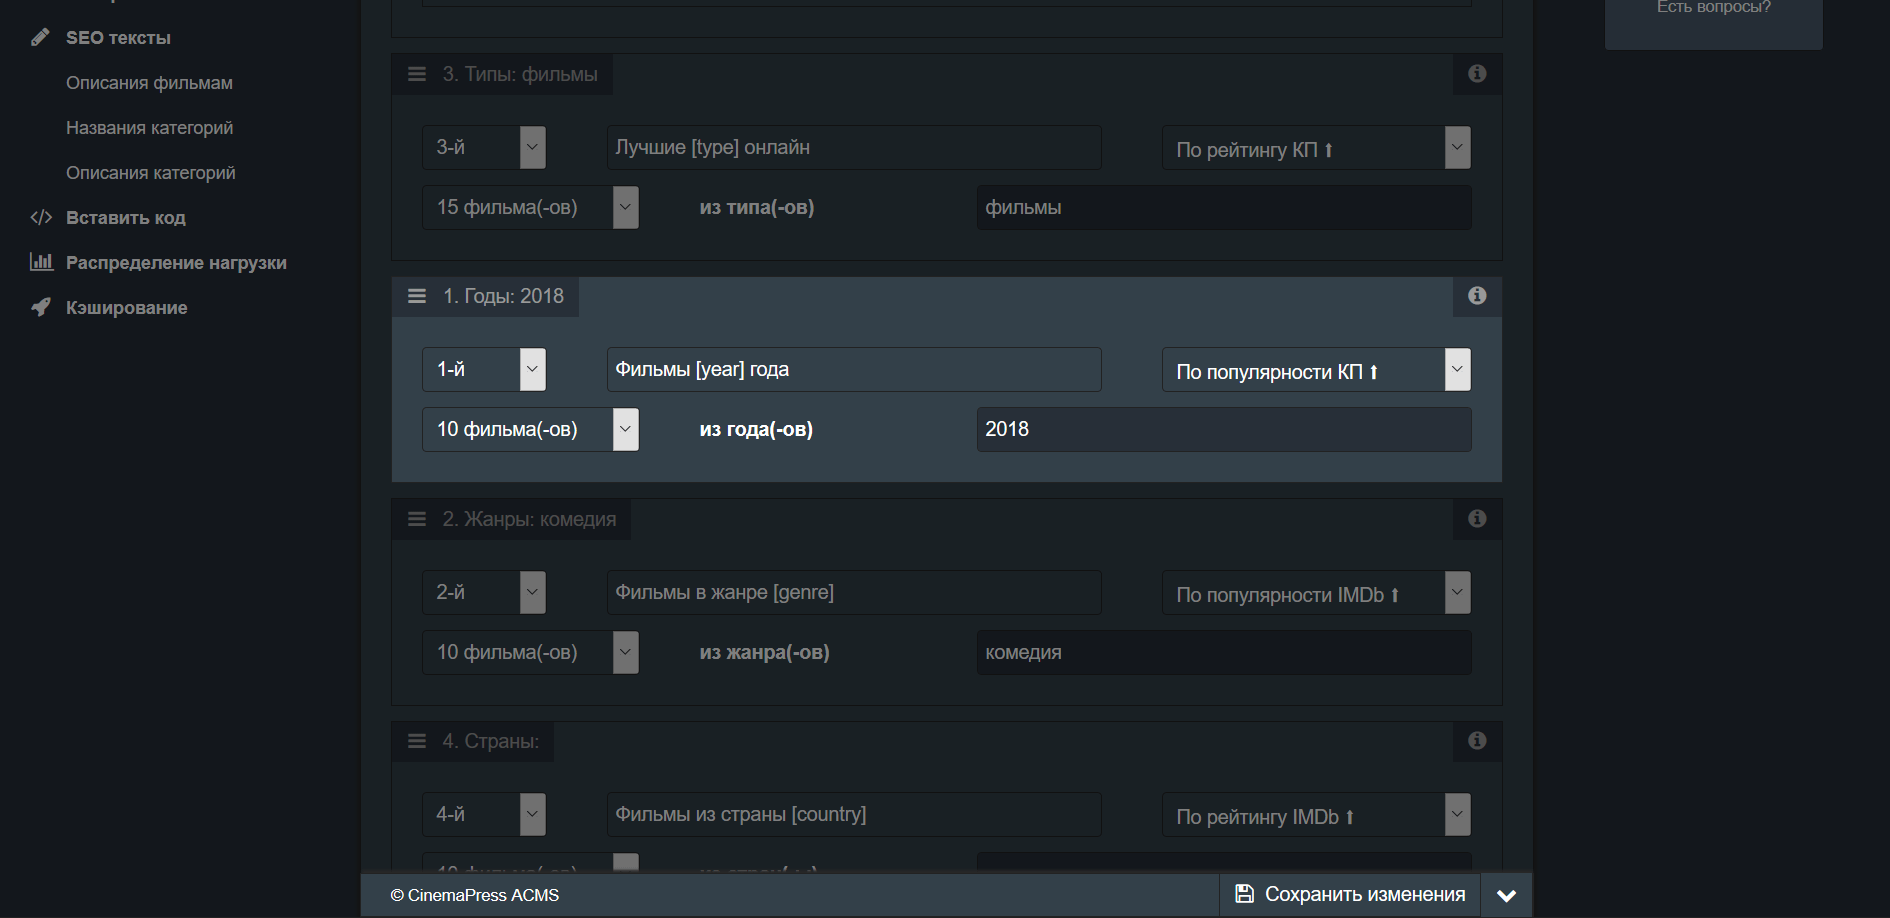 SEO тексты
Описания фильмам
Названия категорий
Описания категорий
Вставить код
Распределение нагрузки
Кэширование
Есть вопросы?
3. Типы: фильмы
3-й
Лучшие [type] онлайн
По рейтингу КП ⬆
15 фильма(-ов)
из типа(-ов)
фильмы
1. Годы: 2018
1-й
Фильмы [year] года
По популярности КП ⬆
10 фильма(-ов)
из года(-ов)
2018
2. Жанры: комедия
2-й
Фильмы в жанре [genre]
По популярности IMDb ⬆
10 фильма(-ов)
из жанра(-ов)
комедия
4. Страны:
4-й
Фильмы из страны [country]
По рейтингу IMDb ⬆
© CinemaPress ACMS
Сохранить изменения